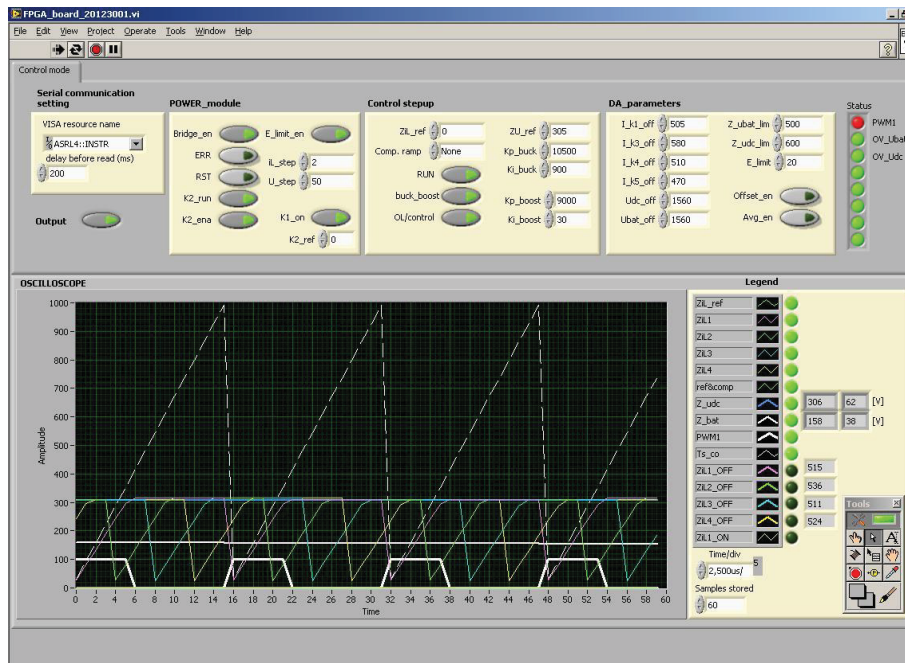 FPGA_board_20123001.vi
File Edit View Project Operate Tools Window Help
Control mode
Serial communication
setting
VISA resource name
ASRL4::INSTR
delay before read (ms)
200
Output
POWER_module
Bridge_en E_limit_en
ERR
iL_step 2
RST
U_step 50
K2_run
K2_ena K1_on
K2_ref 0
Control stepup
ZiL_ref 0 ZU_ref 305
Comp. ramp None Kp_buck 10500
RUN Ki_buck 900
buck_boost Kp_boost 9000
OL/control Ki_boost 30
DA_parameters
I_k1_off 505 Z_ubat_lim 500
I_k3_off 580 Z_udc_lim 600
I_k4_off 510 E_limit 20
I_k5_off 470
Udc_off 1560 Offset_en
Ubat_off 1560 Avg_en
Status
PWM1
OV_Ubat
OV_Udc
OSCILLOSCOPE
1000
900
800
700
600
500
400
300
200
100
0
Amplitude
0 2 4 6 8 10 12 14 16 18 20 22 24 26 28 30 32 34 36 38 40 42 44 46 48 50 52 54 56 58 60
Time
Legend
ZiL_ref
ZiL1
ZiL2
ZiL3
ZiL4
ref&comp
Z_udc 306 62 [V]
Z_bat 158 38 [V]
PWM1
Ts_co
ZiL1_OFF 515
ZiL2_OFF 536
ZiL3_OFF 511
ZiL4_OFF 524
ZiL1_ON
Time/div
2,500us/ 5
Samples stored
60
Tools
A